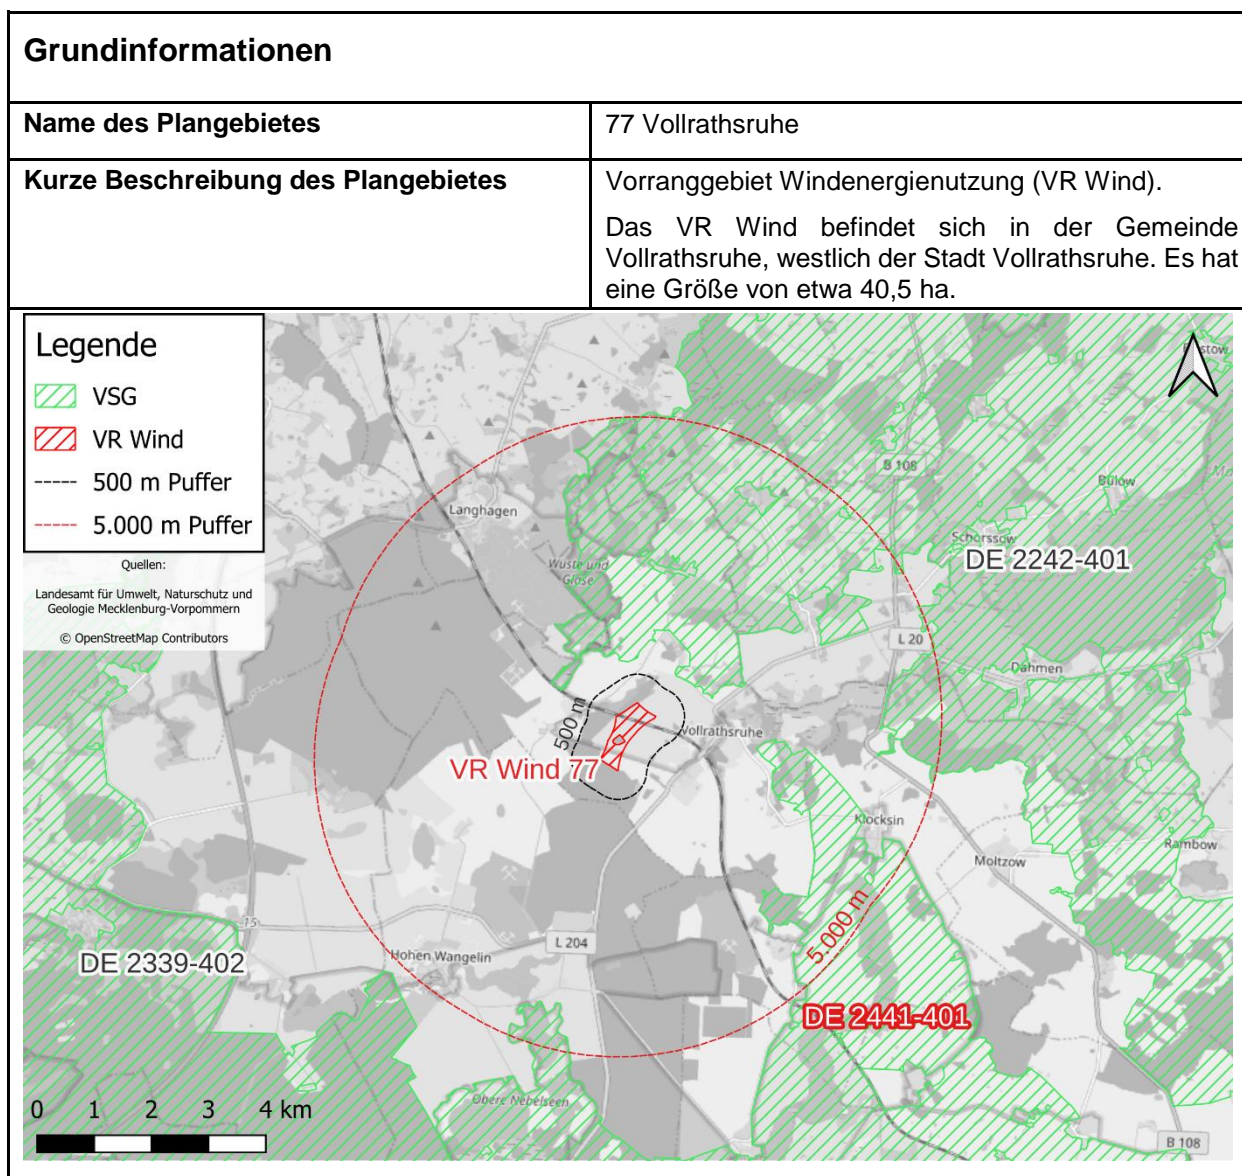 Grundinformationen
Name des Plangebietes
77 Vollrathsruhe
Kurze Beschreibung des Plangebietes
Vorranggebiet Windenergienutzung (VR Wind).
Das VR Wind befindet sich in der Gemeinde
Vollrathsruhe, westlich der Stadt Vollrathsruhe. Es hat
eine Größe von etwa 40,5 ha.
Legende
VSG
VR Wind
500 m Puffer
5.000 m Puffer
Quellen:
Landesamt für Umwelt, Naturschutz und
Geologie Mecklenburg-Vorpommern
© OpenStreetMap Contributors
B 108
Bülow
Langhagen
Schorssow
DE 2242-401
Wüste und
Glase
L 20
Dahmen
500 m
Vollrathsruhe
VR Wind 77
Klocksin
Rambow
Moltzow
5.000 m
15
L 204
Hohen Wangelin
DE 2339-402
DE 2441-401
Obere Nebelseen
0 1 2 3 4 km
B 108